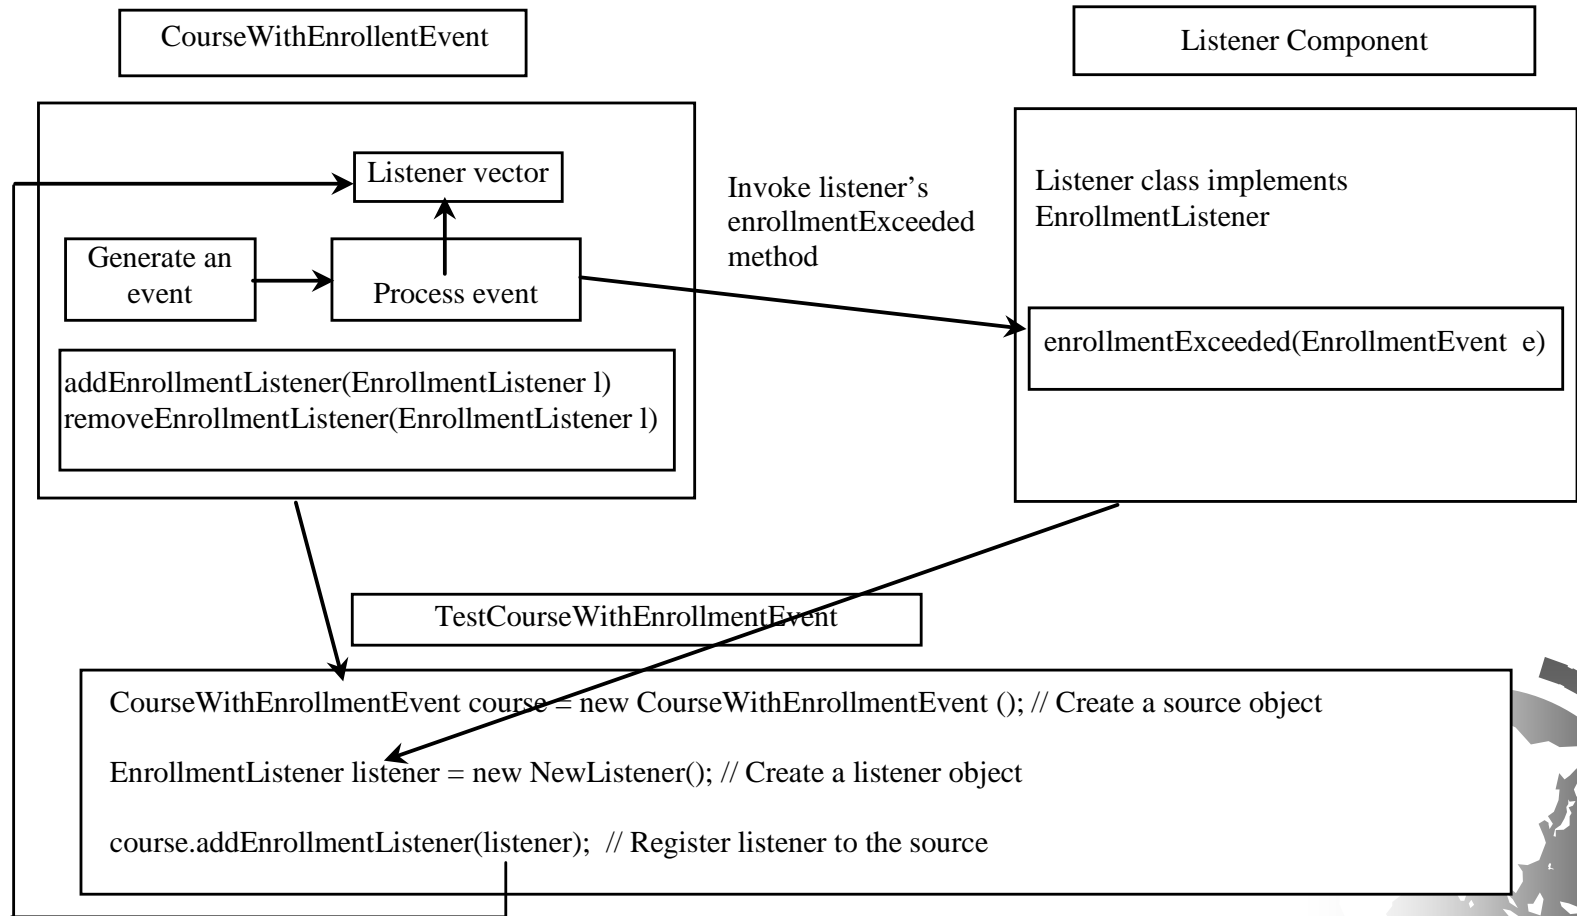 CourseWithEnrollentEvent
Listener Component
Listener vector
Generate an
event
Process event
addEnrollmentListener(EnrollmentListener l)
removeEnrollmentListener(EnrollmentListener l)
Invoke listener’s
enrollmentExceeded
method
Listener class implements
EnrollmentListener
enrollmentExceeded(EnrollmentEvent e)
TestCourseWithEnrollmentEvent
CourseWithEnrollmentEvent course = new CourseWithEnrollmentEvent (); // Create a source object
EnrollmentListener listener = new NewListener(); // Create a listener object
course.addEnrollmentListener(listener); // Register listener to the source